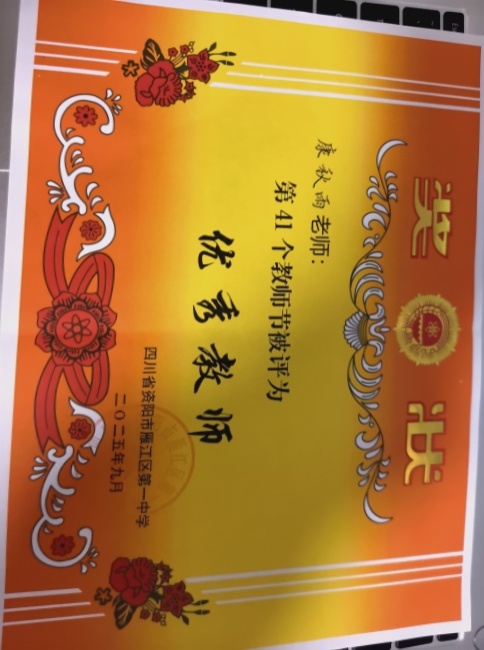 奖状
康秋雨老师：
第41个教师节被评为
优秀教师
四川省资阳市雁江区第一中学
二〇二五年九月